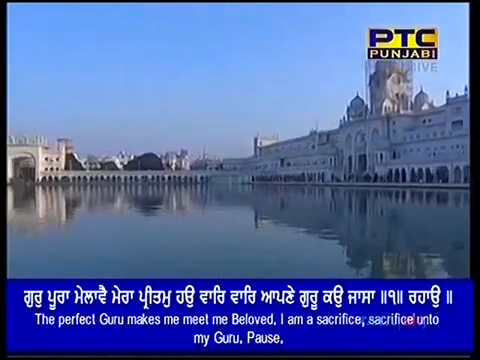 PTC
PUNJABI
ਗੁਰੁ ਪੂਰਾ ਮੇਲਾਵੈ ਮੇਰਾ ਪ੍ਰੀਤਮੁ ਹਉ ਵਾਰਿ ਵਾਰਿ ਆਪਣੇ ਗੁਰੂ ਕਉ ਜਾਸਾ ॥੧॥ ਰਹਾਉ ॥
The perfect Guru makes me meet me Beloved, I am a sacrifice, sacrifice unto
my Guru, Pause,